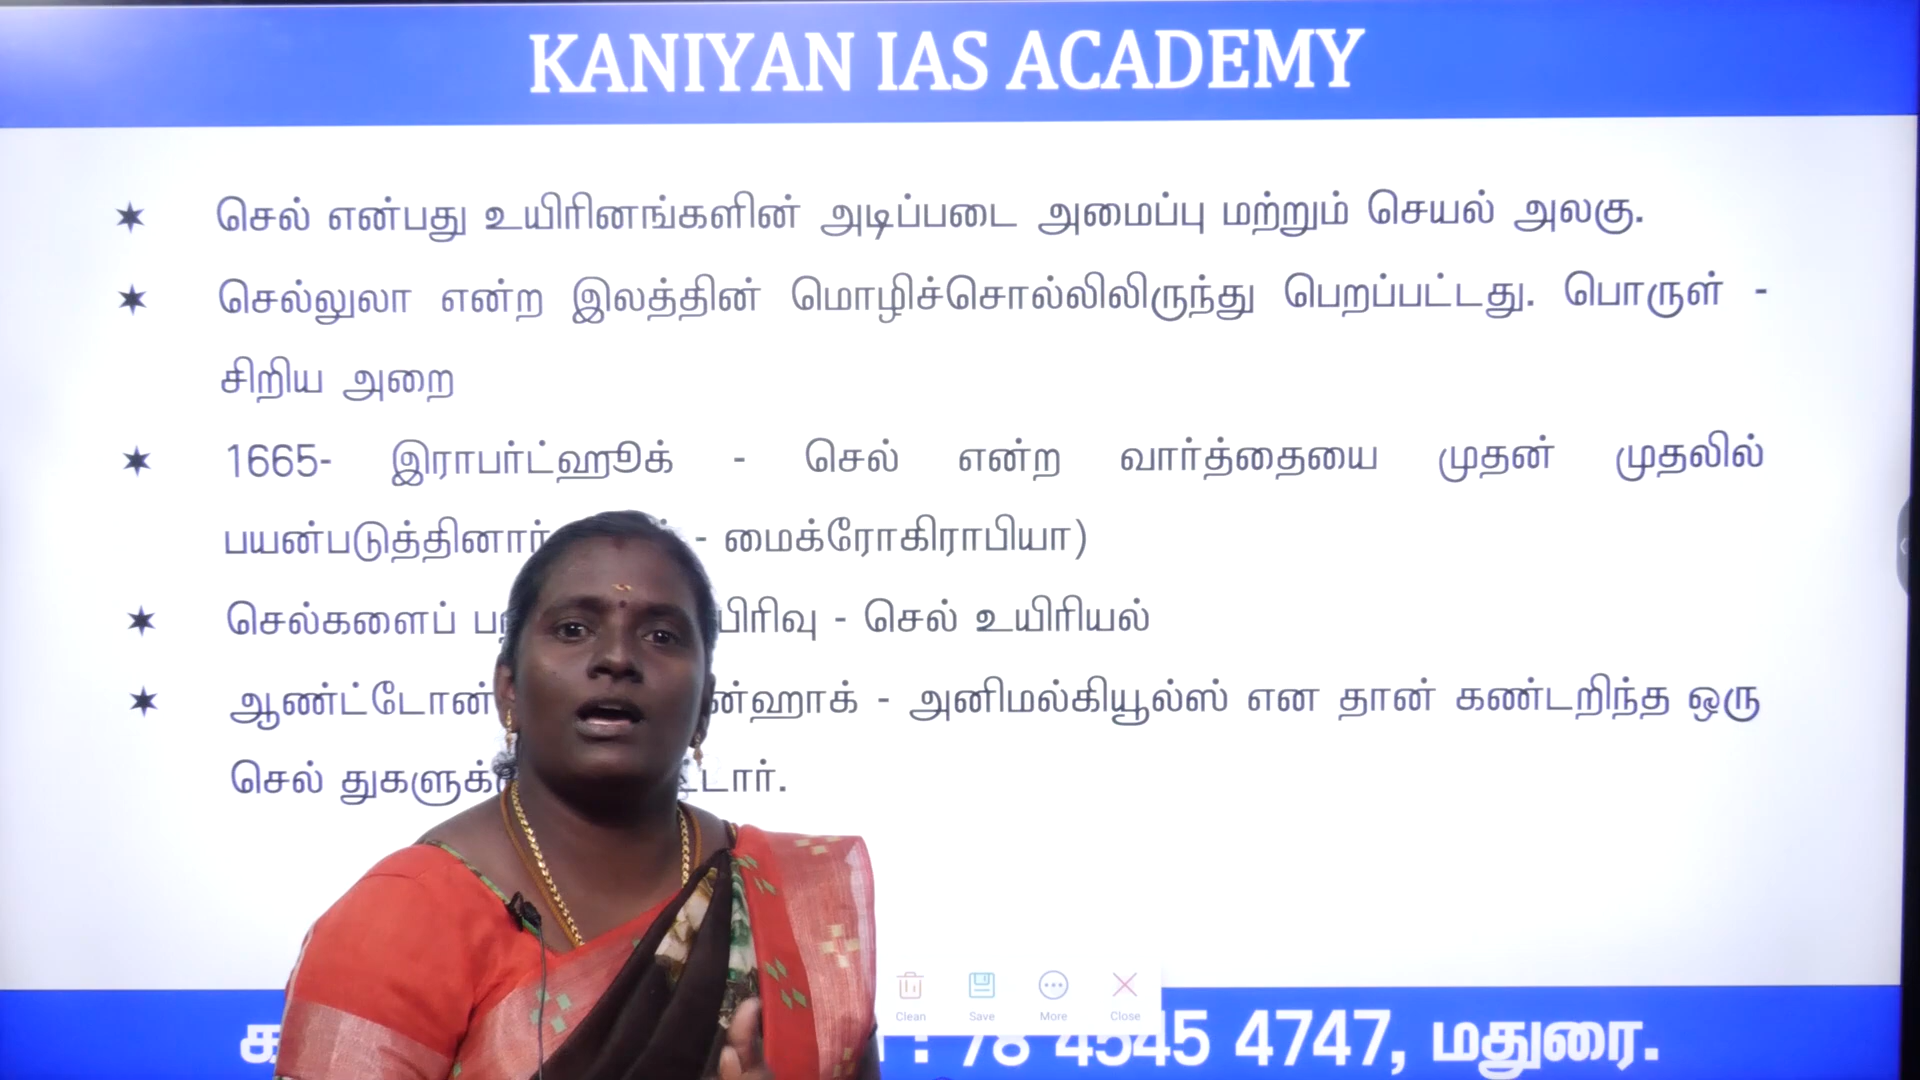 KANIYAN IAS ACADEMY
✶ செல் என்பது உயிரினங்களின் அடிப்படை அமைப்பு மற்றும் செயல் அலகு.
✶ செல்லுலா என்ற இலத்தின் மொழிச்சொல்லிலிருந்து பெறப்பட்டது. பொருள் -
சிறிய அறை
✶ 1665- இராபர்ட்ஹூக் - செல் என்ற வார்த்தையை முதன் முதலில்
பயன்படுத்தினார் - மைக்ரோகிராபியா)
✶ செல்களைப் பிரிவு - செல் உயிரியல்
✶ ஆண்ட்டோன் ன்ஹாக் - அனிமல்கியூல்ஸ் என தான் கண்டறிந்த ஒரு
செல் டார்.
Clean Save More Close
: 78 4545 4747, மதுரை.